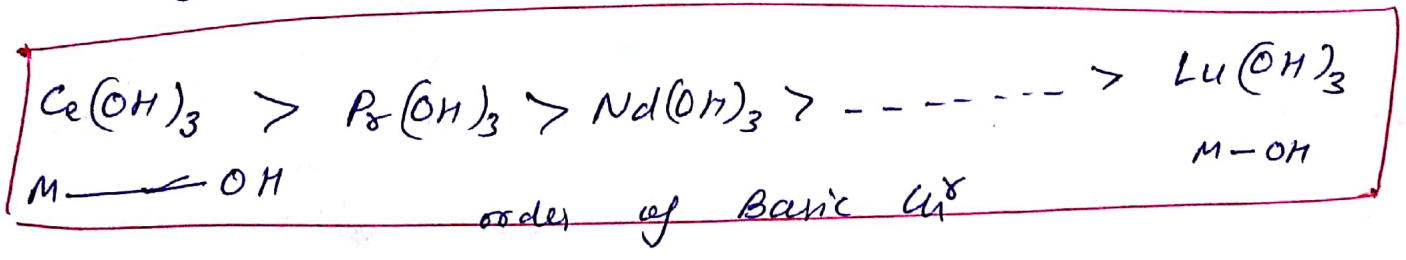 Ce(OH)₃ > Pr(OH)₃ > Nd(OH)₃ > - - - - - - - > Lu(OH)₃
M—OH M—OH
order of Basic